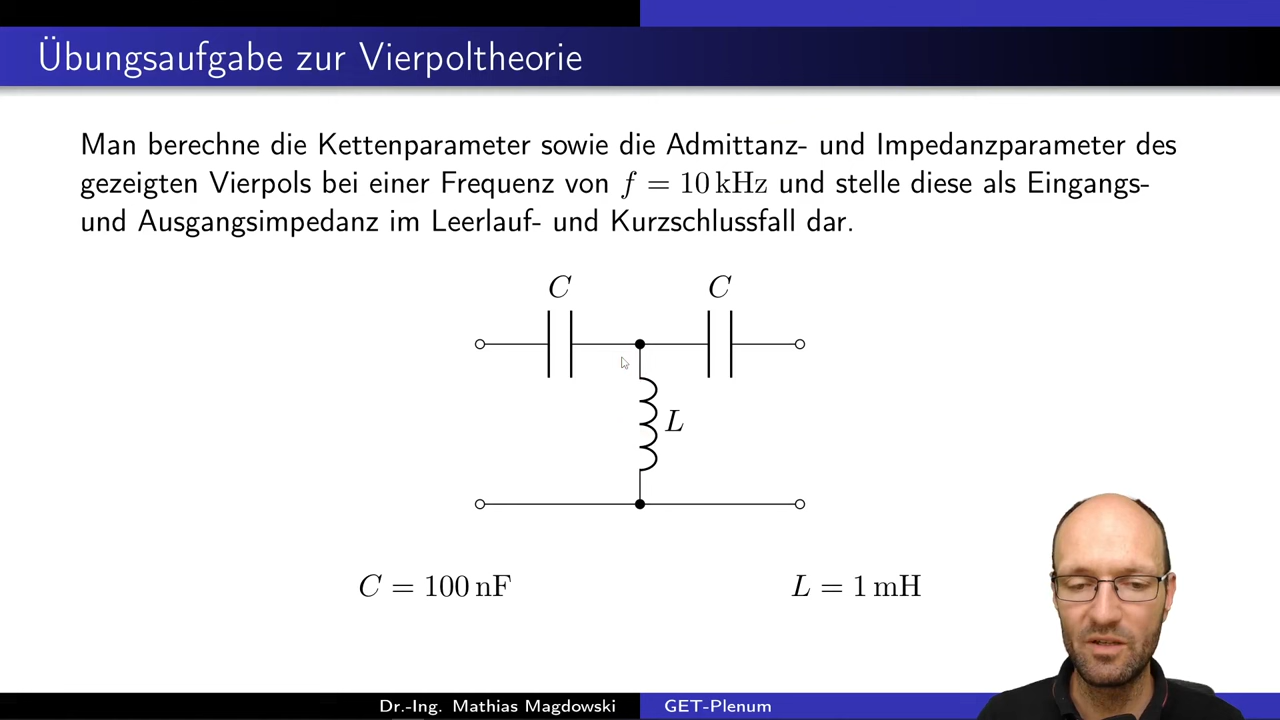 Übungsaufgabe zur Vierpoltheorie
Man berechne die Kettenparameter sowie die Admittanz- und Impedanzparameter des
gezeigten Vierpols bei einer Frequenz von f = 10 kHz und stelle diese als Eingangs-
und Ausgangsimpedanz im Leerlauf- und Kurzschlussfall dar.
C C
L
C = 100 nF L = 1 mH
Dr.-Ing. Mathias Magdowski GET-Plenum